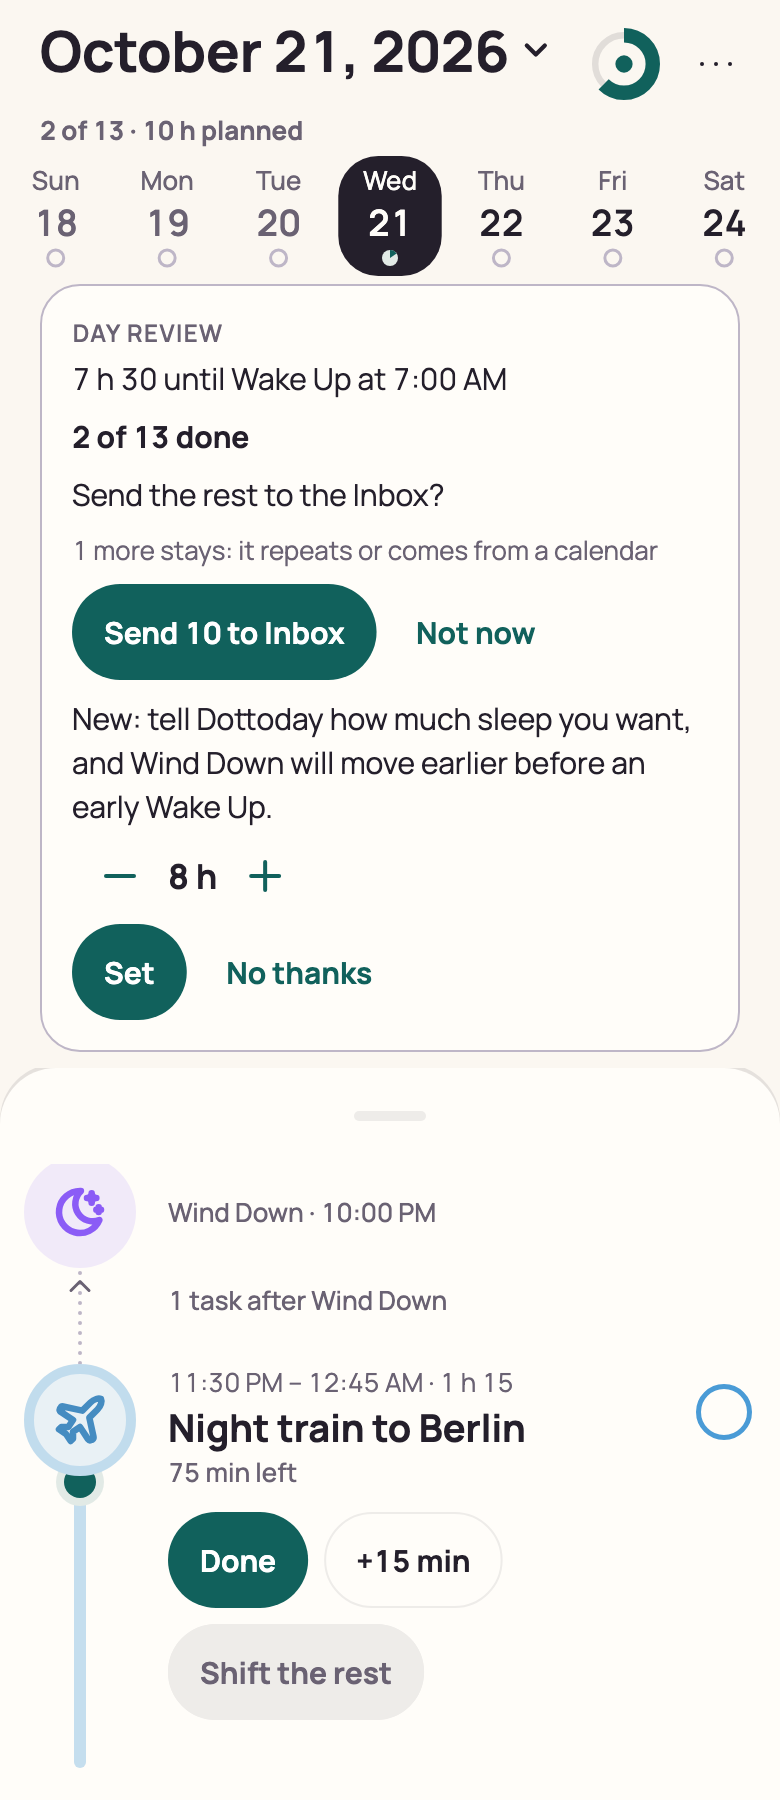 October 21, 2026
...
2 of 13 · 10 h planned
Sun Mon Tue Wed Thu Fri Sat
18 19 20 21 22 23 24
DAY REVIEW
7 h 30 until Wake Up at 7:00 AM
2 of 13 done
Send the rest to the Inbox?
1 more stays: it repeats or comes from a calendar
Send 10 to Inbox Not now
New: tell Dottoday how much sleep you want,
and Wind Down will move earlier before an
early Wake Up.
— 8 h +
Set No thanks
Wind Down · 10:00 PM
1 task after Wind Down
11:30 PM – 12:45 AM · 1 h 15
Night train to Berlin
75 min left
Done +15 min
Shift the rest